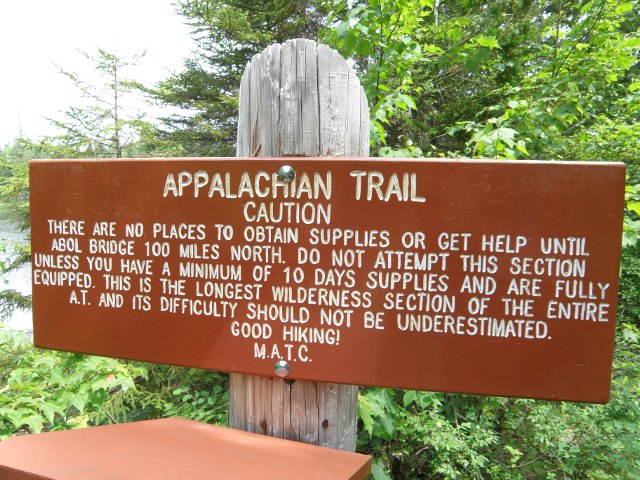 APPALACHIAN TRAIL
CAUTION
THERE ARE NO PLACES TO OBTAIN SUPPLIES OR GET HELP UNTIL
ABOL BRIDGE 100 MILES NORTH. DO NOT ATTEMPT THIS SECTION
UNLESS YOU HAVE A MINIMUM OF 10 DAYS SUPPLIES AND ARE FULLY
EQUIPPED. THIS IS THE LONGEST WILDERNESS SECTION OF THE ENTIRE
A.T. AND ITS DIFFICULTY SHOULD NOT BE UNDERESTIMATED.
GOOD HIKING!
M.A.T.C.